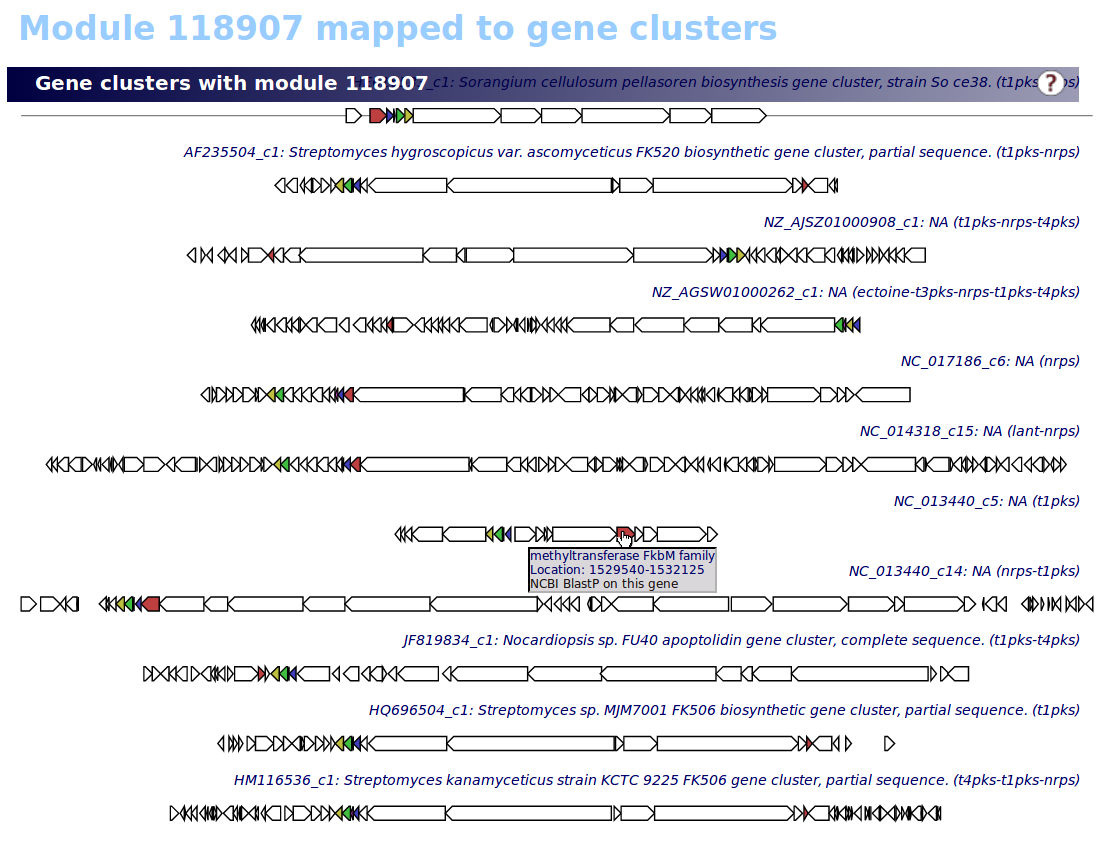 Module 118907 mapped to gene clusters
Gene clusters with module 118907
_c1: Sorangium cellulosum pellasoren biosynthesis gene cluster, strain So ce38. (t1pks
?
AF235504_c1: Streptomyces hygroscopicus var. ascomyceticus FK520 biosynthetic gene cluster, partial sequence. (t1pks-nrps)
NZ_AJSZ01000908_c1: NA (t1pks-nrps-t4pks)
NZ_AGSW01000262_c1: NA (ectoine-t3pks-nrps-t1pks-t4pks)
NC_017186_c6: NA (nrps)
NC_014318_c15: NA (lant-nrps)
NC_013440_c5: NA (t1pks)
methyltransferase FkbM family
Location: 1529540-1532125
NCBI BlastP on this gene
NC_013440_c14: NA (nrps-t1pks)
JF819834_c1: Nocardiopsis sp. FU40 apoptolidin gene cluster, complete sequence. (t1pks-t4pks)
HQ696504_c1: Streptomyces sp. MJM7001 FK506 biosynthetic gene cluster, partial sequence. (t1pks)
HM116536_c1: Streptomyces kanamyceticus strain KCTC 9225 FK506 gene cluster, partial sequence. (t4pks-t1pks-nrps)